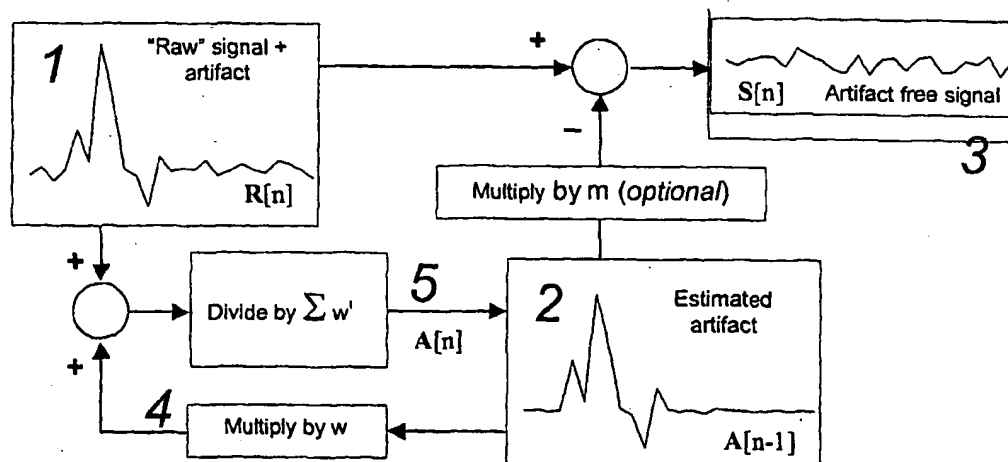 1
"Raw" signal +
artifact
R[n]
+
−
S[n]
Artifact free signal
3
Multiply by m (optional)
+
+
Divide by ∑ w'
5
A[n]
2
Estimated
artifact
A[n-1]
4
Multiply by w